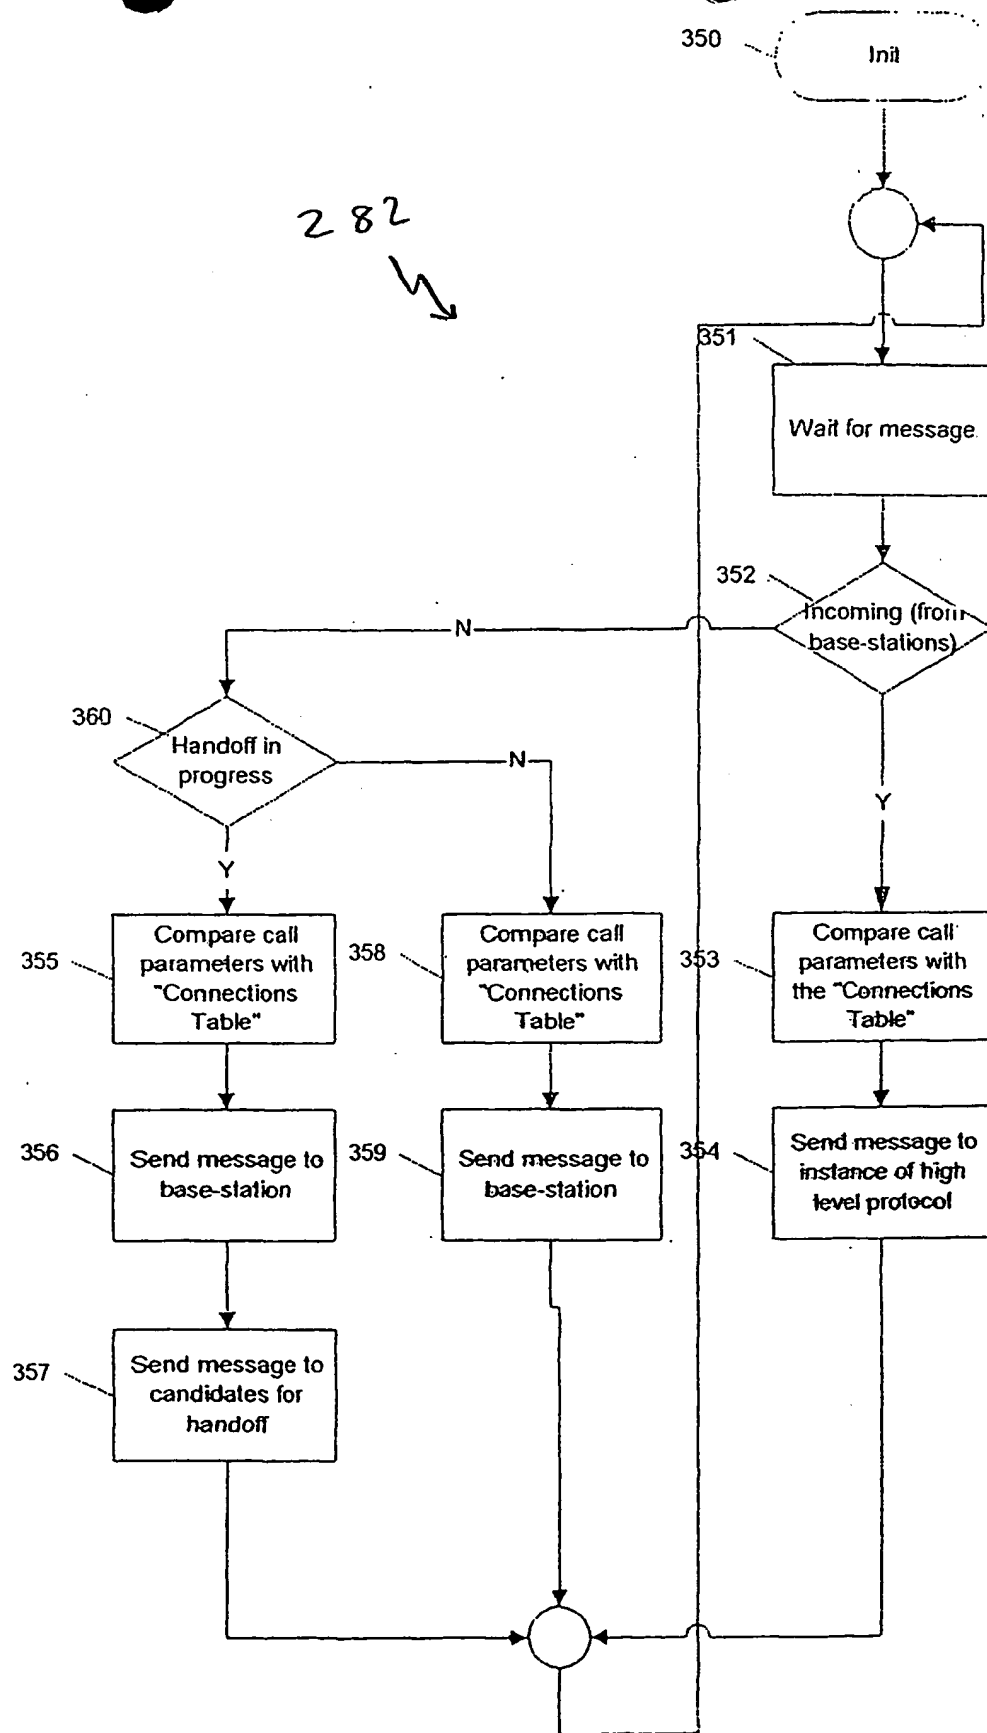 350
Init
282
351
Wait for message
352
Incoming (from
base-stations)
N
360
Handoff in
progress
N
Y
Y
355
Compare call
parameters with
"Connections
Table"
358
Compare call
parameters with
"Connections
Table"
353
Compare call
parameters with
the "Connections
Table"
356
Send message to
base-station
359
Send message to
base-station
354
Send message to
instance of high
level protocol
357
Send message to
candidates for
handoff